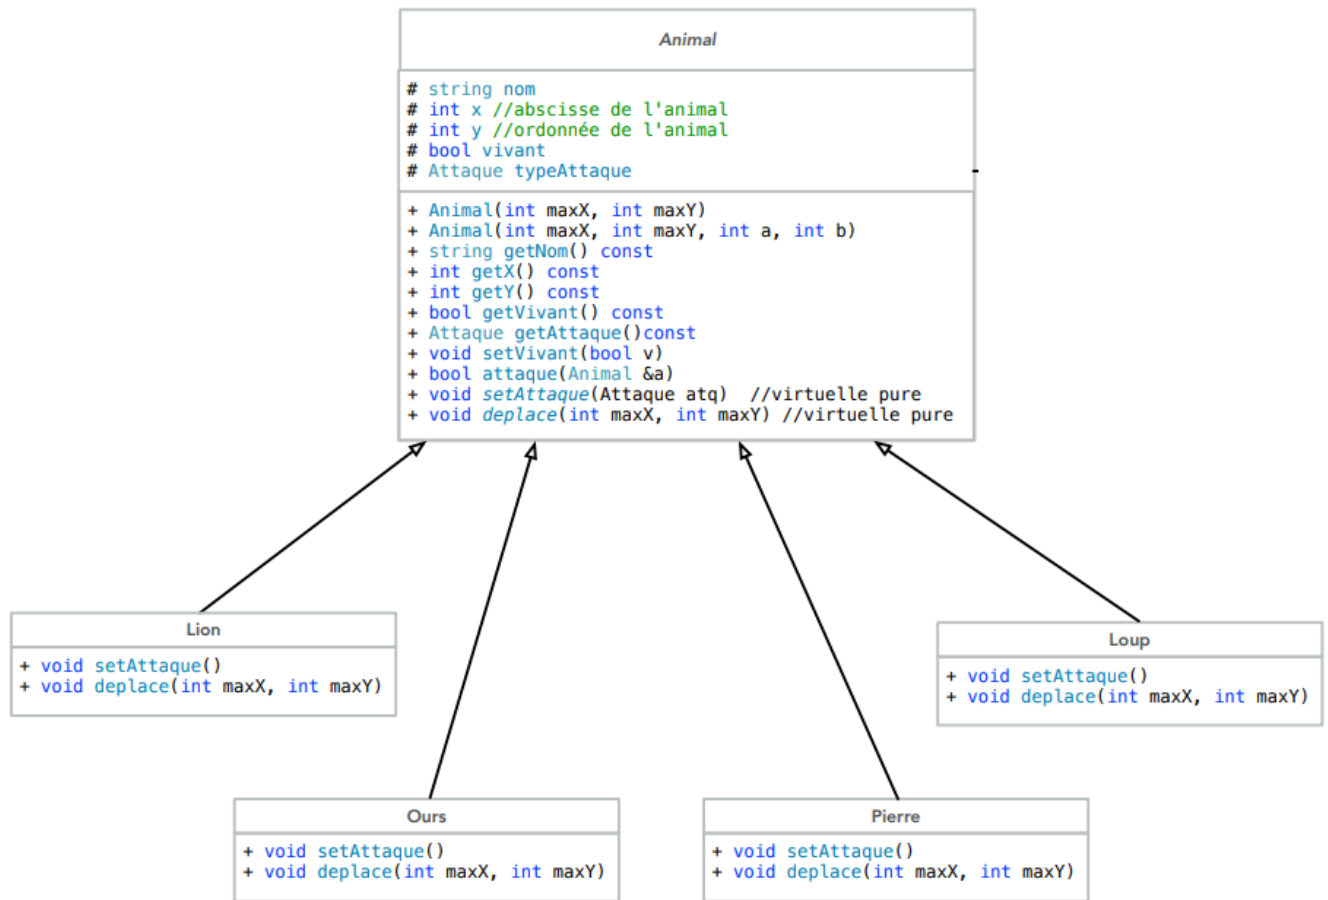 Animal
# string nom
# int x //abscisse de l'animal
# int y //ordonnée de l'animal
# bool vivant
# Attaque typeAttaque
+ Animal(int maxX, int maxY)
+ Animal(int maxX, int maxY, int a, int b)
+ string getNom() const
+ int getX() const
+ int getY() const
+ bool getVivant() const
+ Attaque getAttaque()const
+ void setVivant(bool v)
+ bool attaque(Animal &a)
+ void setAttaque(Attaque atq)  //virtuelle pure
+ void deplace(int maxX, int maxY) //virtuelle pure
Lion
+ void setAttaque()
+ void deplace(int maxX, int maxY)
Loup
+ void setAttaque()
+ void deplace(int maxX, int maxY)
Ours
+ void setAttaque()
+ void deplace(int maxX, int maxY)
Pierre
+ void setAttaque()
+ void deplace(int maxX, int maxY)